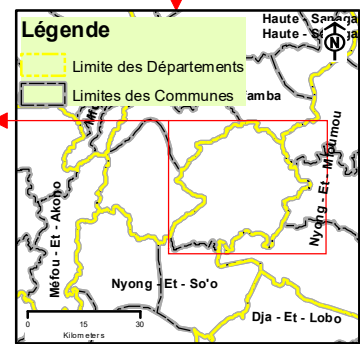 Légende
Limite des Départements
Limites des Communes
Haute - Sanaga
Haute - S
N
amba
Méfou - Et - Akono
Nyong - Et - Mfoumou
Nyong - Et - So'o
Dja - Et - Lobo
0 15 30
Kilometers